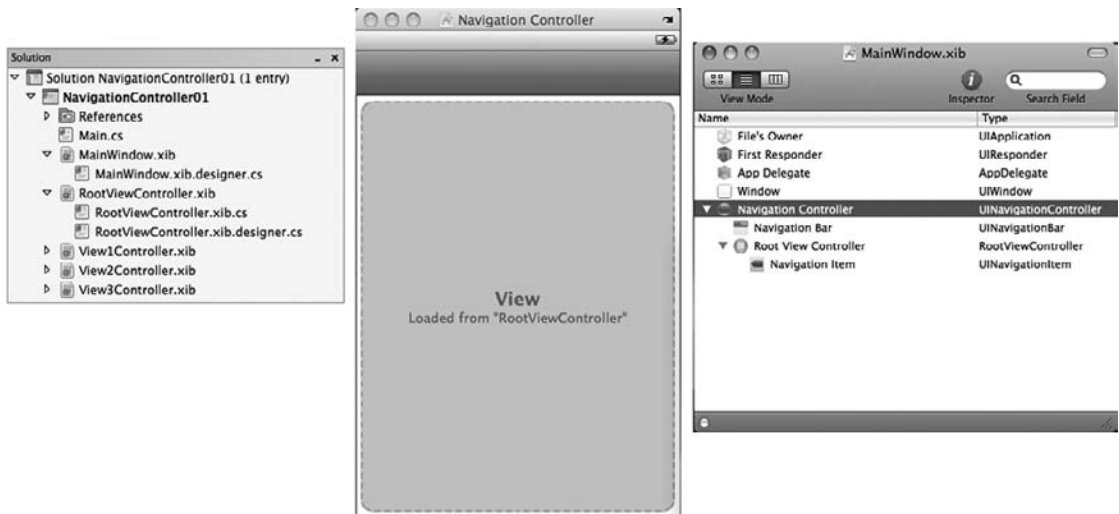 Solution
Solution NavigationController01 (1 entry)
NavigationController01
References
Main.cs
MainWindow.xib
MainWindow.xib.designer.cs
RootViewController.xib
RootViewController.xib.cs
RootViewController.xib.designer.cs
View1Controller.xib
View2Controller.xib
View3Controller.xib
Navigation Controller
View
Loaded from "RootViewController"
MainWindow.xib
View Mode Inspector Search Field
Name Type
File's Owner UIApplication
First Responder UIResponder
App Delegate AppDelegate
Window UIWindow
Navigation Controller UINavigationController
Navigation Bar UINavigationBar
Root View Controller RootViewController
Navigation Item UINavigationItem